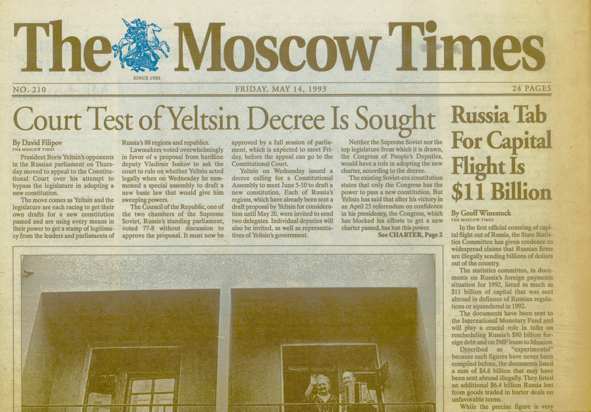 The Moscow Times
SINCE 1992
NO. 210
FRIDAY, MAY 14, 1993
24 PAGES
Court Test of Yeltsin Decree Is Sought
By David Filipov
THE MOSCOW TIMES
President Boris Yeltsin's opponents
in the Russian parliament on Thurs-
day moved to appeal to the Constitu-
tional Court over his attempt to
bypass the legislature in adopting a
new constitution.
The move comes as Yeltsin and the
legislature are each racing to get their
own drafts for a new constitution
passed and are using every means in
their power to get a stamp of legitima-
cy from the leaders and parliaments of
Russia's 88 regions and republics.
Lawmakers voted overwhelmingly
in favor of a proposal from hardline
deputy Vladimir Isakov to ask the
court to rule on whether Yeltsin acted
legally when he sum-
moned a special assembly to draft a
new basic law that would give him
sweeping powers.
The Council of the Republic, one of
the two chambers of the Supreme
Soviet, Russia's standing parliament,
voted 77-8 without discussion to
approve the proposal. It must now be
approved by a full session of parlia-
ment, which is expected to meet Fri-
day, before the appeal can go to the
Constitutional Court.
Yeltsin on Wednesday issued a
decree calling for a Constitutional
Assembly to meet June 5-10 to draft a
new constitution. Each of Russia's
regions, which have already been sent a
draft proposed by Yeltsin for considera-
tion until May 20, were invited to send
two delegates. Individual deputies will
also be invited, as well as representa-
tives of Yeltsin's government.
Neither the Supreme Soviet nor the
top legislature from which it is drawn,
the Congress of People's Deputies,
would have a role in adopting the new
charter, according to the decree.
The existing Soviet-era constitution
states that only the Congress has the
power to pass a new constitution. But
Yeltsin has said that after his victory in
an April 25 referendum on confidence
in his presidency, the Congress, which
has blocked his efforts to get a new
charter passed, has lost this power.
See CHARTER, Page 2
Russia Tab
For Capital
Flight Is
$11 Billion
By Geoff Winestock
THE MOSCOW TIMES
In the first official costing of capi-
tal flight out of Russia, the State Statis-
tics Committee has given credence to
widespread claims that Russian firms
are illegally sending billions of dollars
out of the country.
The statistics committee, in docu-
ments on Russia's foreign payments
situation for 1992, listed as much as
$11 billion of capital that was sent
abroad in defiance of Russian regula-
tions or squandered in 1992.
The documents have been sent to
the International Monetary Fund and
will play a crucial role in talks on
rescheduling Russia's $80 billion for-
eign debt and on IMF loans to Moscow.
Described as "experimental"
because such figures have never been
compiled before, the documents listed
a sum of $4.6 billion that may have
been sent abroad illegally. They listed
an additional $6.4 billion Russia lost
from goods traded in barter deals on
unfavorable terms.
While the precise figure is very